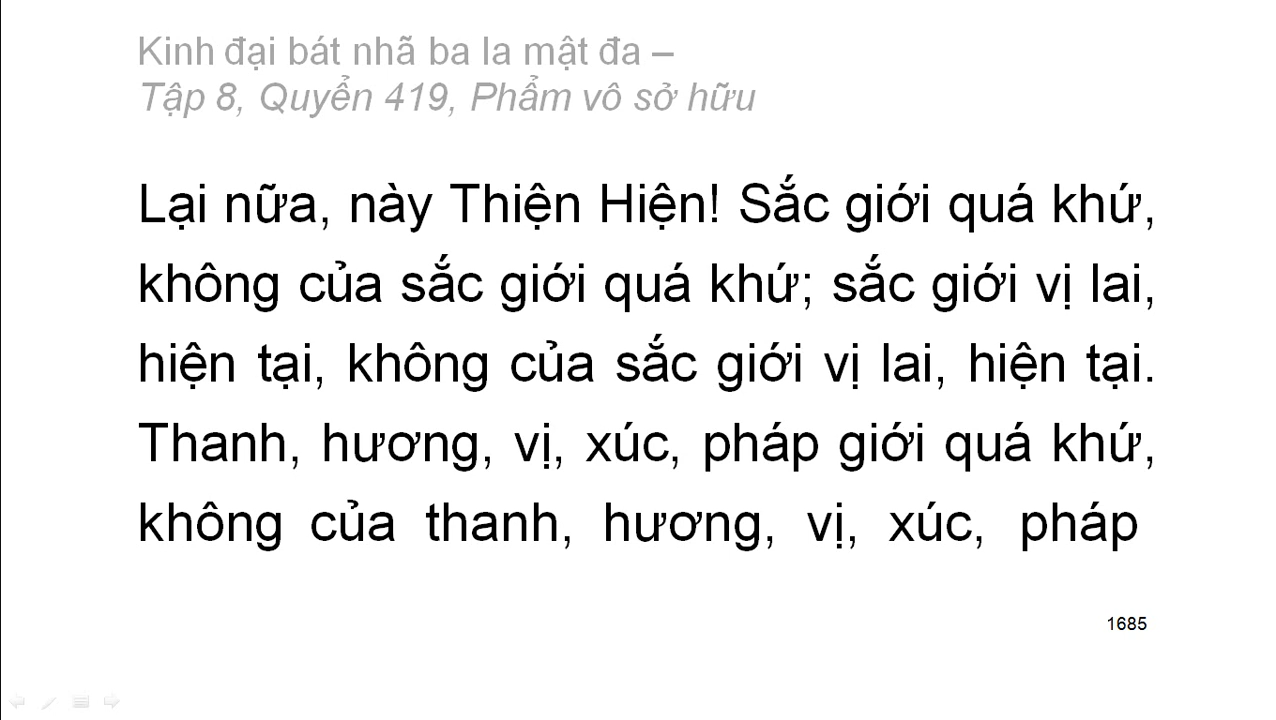 Kinh đại bát nhã ba la mật đa –
Tập 8, Quyển 419, Phẩm vô sở hữu
Lại nữa, này Thiện Hiện! Sắc giới quá khứ,
không của sắc giới quá khứ; sắc giới vị lai,
hiện tại, không của sắc giới vị lai, hiện tại.
Thanh, hương, vị, xúc, pháp giới quá khứ,
không của thanh, hương, vị, xúc, pháp
1685